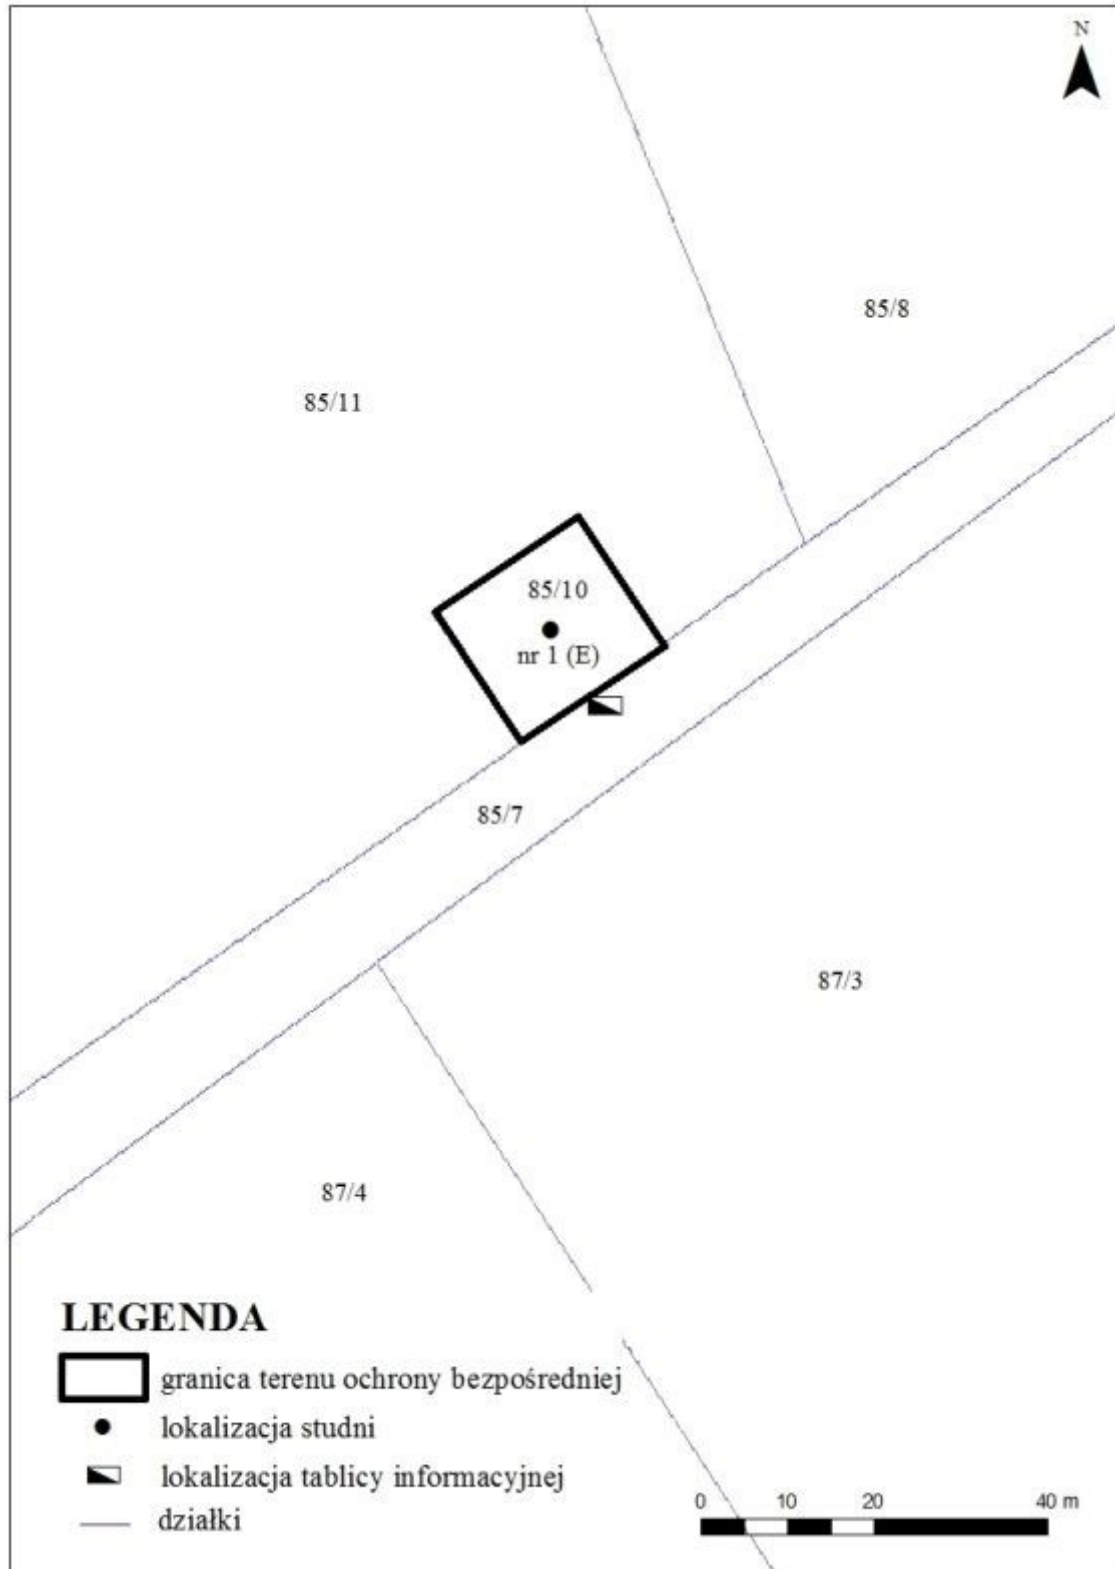 N
85/8
85/11
85/10
nr 1 (E)
85/7
87/3
87/4
LEGENDA
granica terenu ochrony bezpośredniej
lokalizacja studni
lokalizacja tablicy informacyjnej
działki
0 10 20 40 m